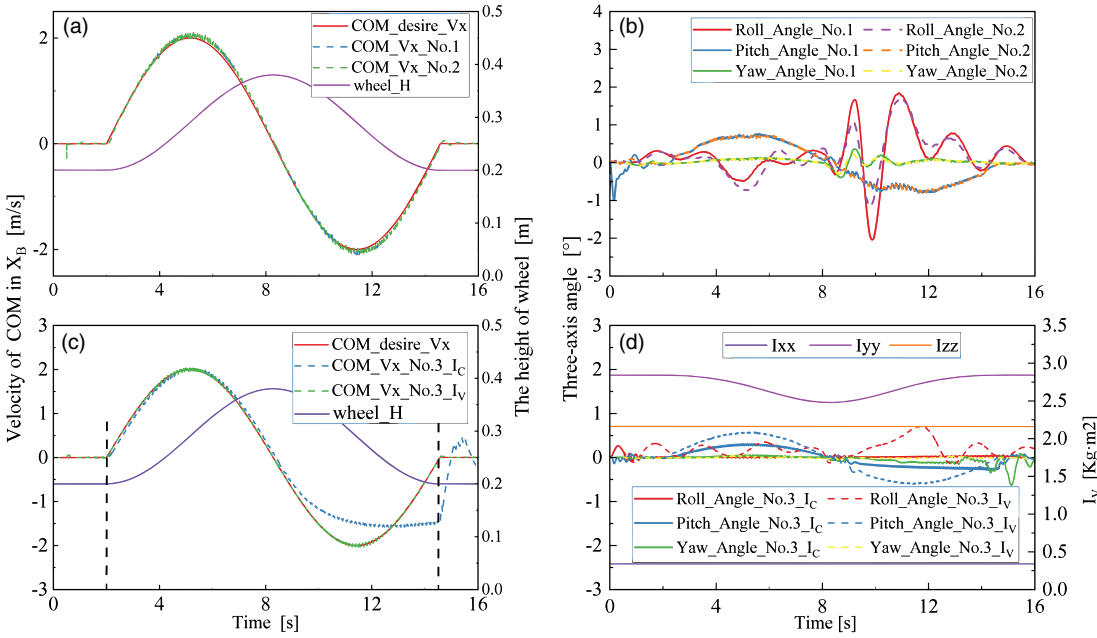 (a)
COM_desire_Vx
COM_Vx_No.1
COM_Vx_No.2
wheel_H
2
0
-2
0.5
0.4
0.3
0.2
0.1
0.0
0 4 8 12 16
(b)
Roll_Angle_No.1 Roll_Angle_No.2
Pitch_Angle_No.1 Pitch_Angle_No.2
Yaw_Angle_No.1 Yaw_Angle_No.2
4
3
2
1
0
-1
-2
-3
0 4 8 12 16
Velocity of COM in X_B [m/s]
The height of wheel [m]
Three-axis angle [°]
(c)
COM_desire_Vx
COM_Vx_No.3_I_C
COM_Vx_No.3_I_V
wheel_H
3
2
1
0
-1
-2
-3
0.5
0.4
0.3
0.2
0.1
0.0
0 4 8 12 16
Time [s]
(d)
Ixx Iyy Izz
Roll_Angle_No.3_I_C Roll_Angle_No.3_I_V
Pitch_Angle_No.3_I_C Pitch_Angle_No.3_I_V
Yaw_Angle_No.3_I_C Yaw_Angle_No.3_I_V
3
2
1
0
-1
-2
-3
3.5
3.0
2.5
2.0
1.5
1.0
0.5
0.0
I_V [Kg·m2]
0 4 8 12 16
Time [s]